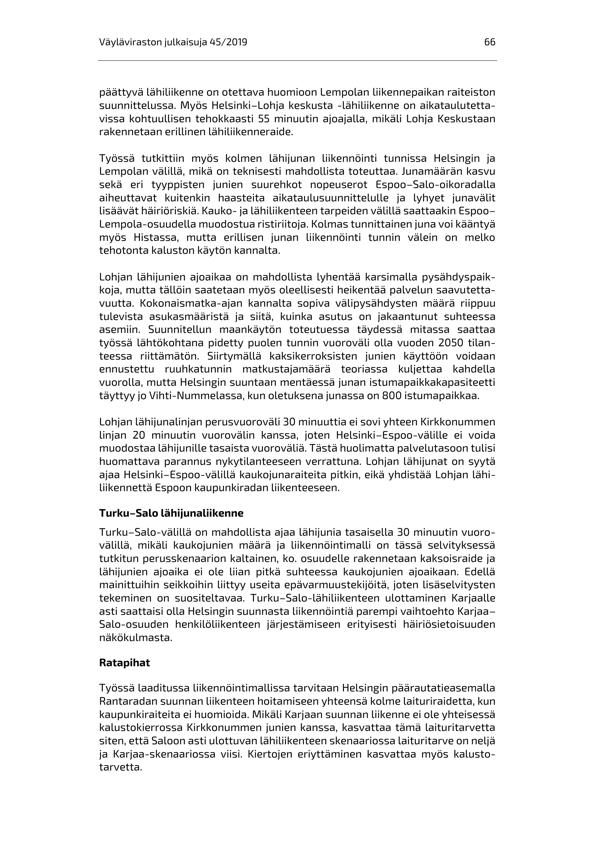 Väyläviraston julkaisuja 45/2019 66
päättyvä lähiliikenne on otettava huomioon Lempolan liikennepaikan raiteiston
suunnittelussa. Myös Helsinki–Lohja keskusta -lähiliikenne on aikataulutetta-
vissa kohtuullisen tehokkaasti 55 minuutin ajoajalla, mikäli Lohja Keskustaan
rakennetaan erillinen lähiliikenneraide.
Työssä tutkittiin myös kolmen lähijunan liikennöinti tunnissa Helsingin ja
Lempolan välillä, mikä on teknisesti mahdollista toteuttaa. Junamäärän kasvu
sekä eri tyyppisten junien suurehkot nopeuserot Espoo–Salo-oikoradalla
aiheuttavat kuitenkin haasteita aikataulusuunnittelulle ja lyhyet junavälit
lisäävät häiriöriskiä. Kauko- ja lähiliikenteen tarpeiden välillä saattaakin Espoo–
Lempola-osuudella muodostua ristiriitoja. Kolmas tunnittainen juna voi kääntyä
myös Histassa, mutta erillisen junan liikennöinti tunnin välein on melko
tehotonta kaluston käytön kannalta.
Lohjan lähijunien ajoaikaa on mahdollista lyhentää karsimalla pysähdyspaik-
koja, mutta tällöin saatetaan myös oleellisesti heikentää palvelun saavutetta-
vuutta. Kokonaismatka-ajan kannalta sopiva välipysähdysten määrä riippuu
tulevista asukasmääristä ja siitä, kuinka asutus on jakaantunut suhteessa
asemiin. Suunnitellun maankäytön toteutuessa täydessä mitassa saattaa
työssä lähtökohtana pidetty puolen tunnin vuoroväli olla vuoden 2050 tilan-
teessa riittämätön. Siirtymällä kaksikerroksisten junien käyttöön voidaan
ennustettu ruuhkatunnin matkustajamäärä teoriassa kuljettaa kahdella
vuorolla, mutta Helsingin suuntaan mentäessä junan istumapaikkakapasiteetti
täyttyy jo Vihti-Nummelassa, kun oletuksena junassa on 800 istumapaikkaa.
Lohjan lähijunalinjan perusvuoroväli 30 minuuttia ei sovi yhteen Kirkkonummen
linjan 20 minuutin vuorovälin kanssa, joten Helsinki–Espoo-välille ei voida
muodostaa lähijunille tasaista vuoroväliä. Tästä huolimatta palvelutasoon tulisi
huomattava parannus nykytilanteeseen verrattuna. Lohjan lähijunat on syytä
ajaa Helsinki–Espoo-välillä kaukojunaraiteita pitkin, eikä yhdistää Lohjan lähi-
liikennettä Espoon kaupunkiradan liikenteeseen.
Turku–Salo lähijunaliikenne
Turku–Salo-välillä on mahdollista ajaa lähijunia tasaisella 30 minuutin vuoro-
välillä, mikäli kaukojunien määrä ja liikennöintimalli on tässä selvityksessä
tutkitun perusskenaarion kaltainen, ko. osuudelle rakennetaan kaksoisraide ja
lähijunien ajoaika ei ole liian pitkä suhteessa kaukojunien ajoaikaan. Edellä
mainittuihin seikkoihin liittyy useita epävarmuustekijöitä, joten lisäselvitysten
tekeminen on suositeltavaa. Turku–Salo-lähiliikenteen ulottaminen Karjaalle
asti saattaisi olla Helsingin suunnasta liikennöintiä parempi vaihtoehto Karjaa–
Salo-osuuden henkilöliikenteen järjestämiseen erityisesti häiriösietoisuuden
näkökulmasta.
Ratapihat
Työssä laaditussa liikennöintimallissa tarvitaan Helsingin päärautatieasemalla
Rantaradan suunnan liikenteen hoitamiseen yhteensä kolme laituriraidetta, kun
kaupunkiraiteita ei huomioida. Mikäli Karjaan suunnan liikenne ei ole yhteisessä
kalustokierrossa Kirkkonummen junien kanssa, kasvattaa tämä laituritarvetta
siten, että Saloon asti ulottuvan lähiliikenteen skenaariossa laituritarve on neljä
ja Karjaa-skenaariossa viisi. Kiertojen eriyttäminen kasvattaa myös kalusto-
tarvetta.